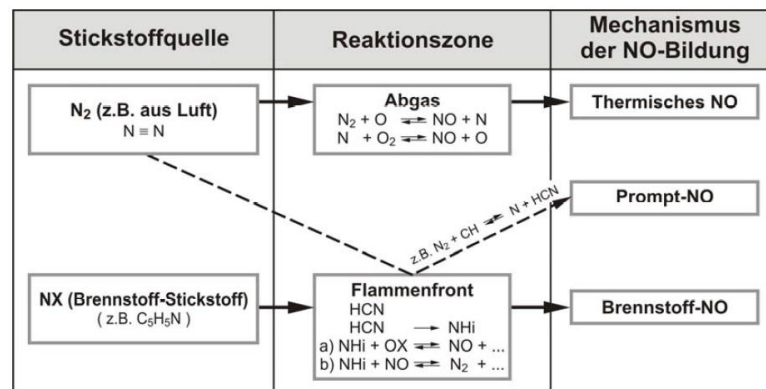 Stickstoffquelle
Reaktionszone
Mechanismus
der NO-Bildung
N₂ (z.B. aus Luft)
N ≡ N
Abgas
N₂ + O ⇌ NO + N
N + O₂ ⇌ NO + O
Thermisches NO
z.B. N₂ + CH ⇌ N + HCN
Prompt-NO
NX (Brennstoff-Stickstoff)
( z.B. C₅H₅N )
Flammenfront
HCN
HCN → NHi
a) NHi + OX ⇌ NO + ...
b) NHi + NO ⇌ N₂ + ...
Brennstoff-NO